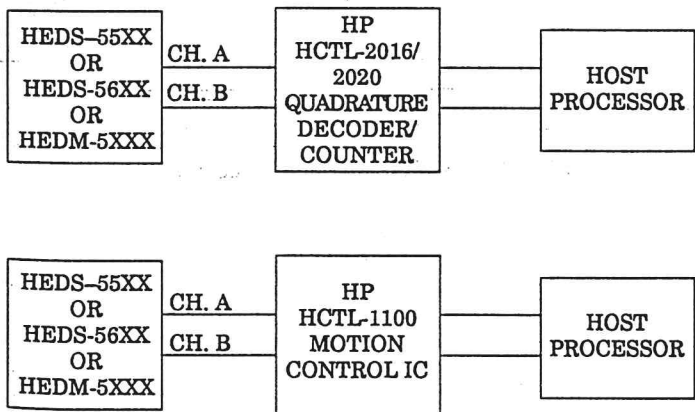 HEDS–55XX
OR
HEDS-56XX
OR
HEDM-5XXX
CH. A
CH. B
HP
HCTL-2016/
2020
QUADRATURE
DECODER/
COUNTER
HOST
PROCESSOR
HEDS–55XX
OR
HEDS-56XX
OR
HEDM-5XXX
CH. A
CH. B
HP
HCTL-1100
MOTION
CONTROL IC
HOST
PROCESSOR